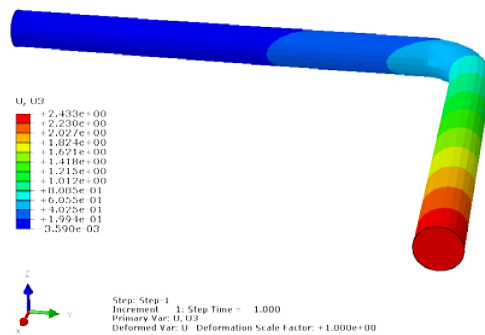 U, U3
+2.433e+00
+2.230e+00
+2.027e+00
+1.824e+00
+1.621e+00
+1.418e+00
+1.215e+00
+1.012e+00
+8.085e-01
+6.055e-01
+4.025e-01
+1.994e-01
-3.590e-03
Z
Y
X
Step: Step-1
Increment 1: Step Time = 1.000
Primary Var: U, U3
Deformed Var: U Deformation Scale Factor: +1.000e+00